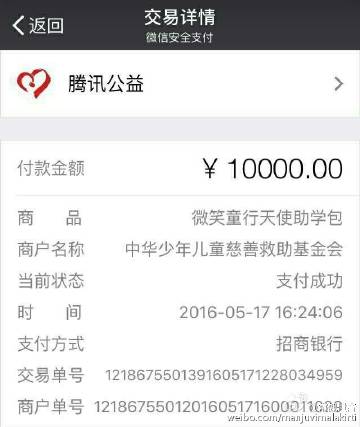 返回
交易详情
微信安全支付
腾讯公益
付款金额 ¥ 10000.00
商 品 微笑童行天使助学包
商户名称 中华少年儿童慈善救助基金会
当前状态 支付成功
时 间 2016-05-17 16:24:06
支付方式 招商银行
交易单号 1218675501391605171228034959
商户单号
weibo.com/manjuvimalakirti